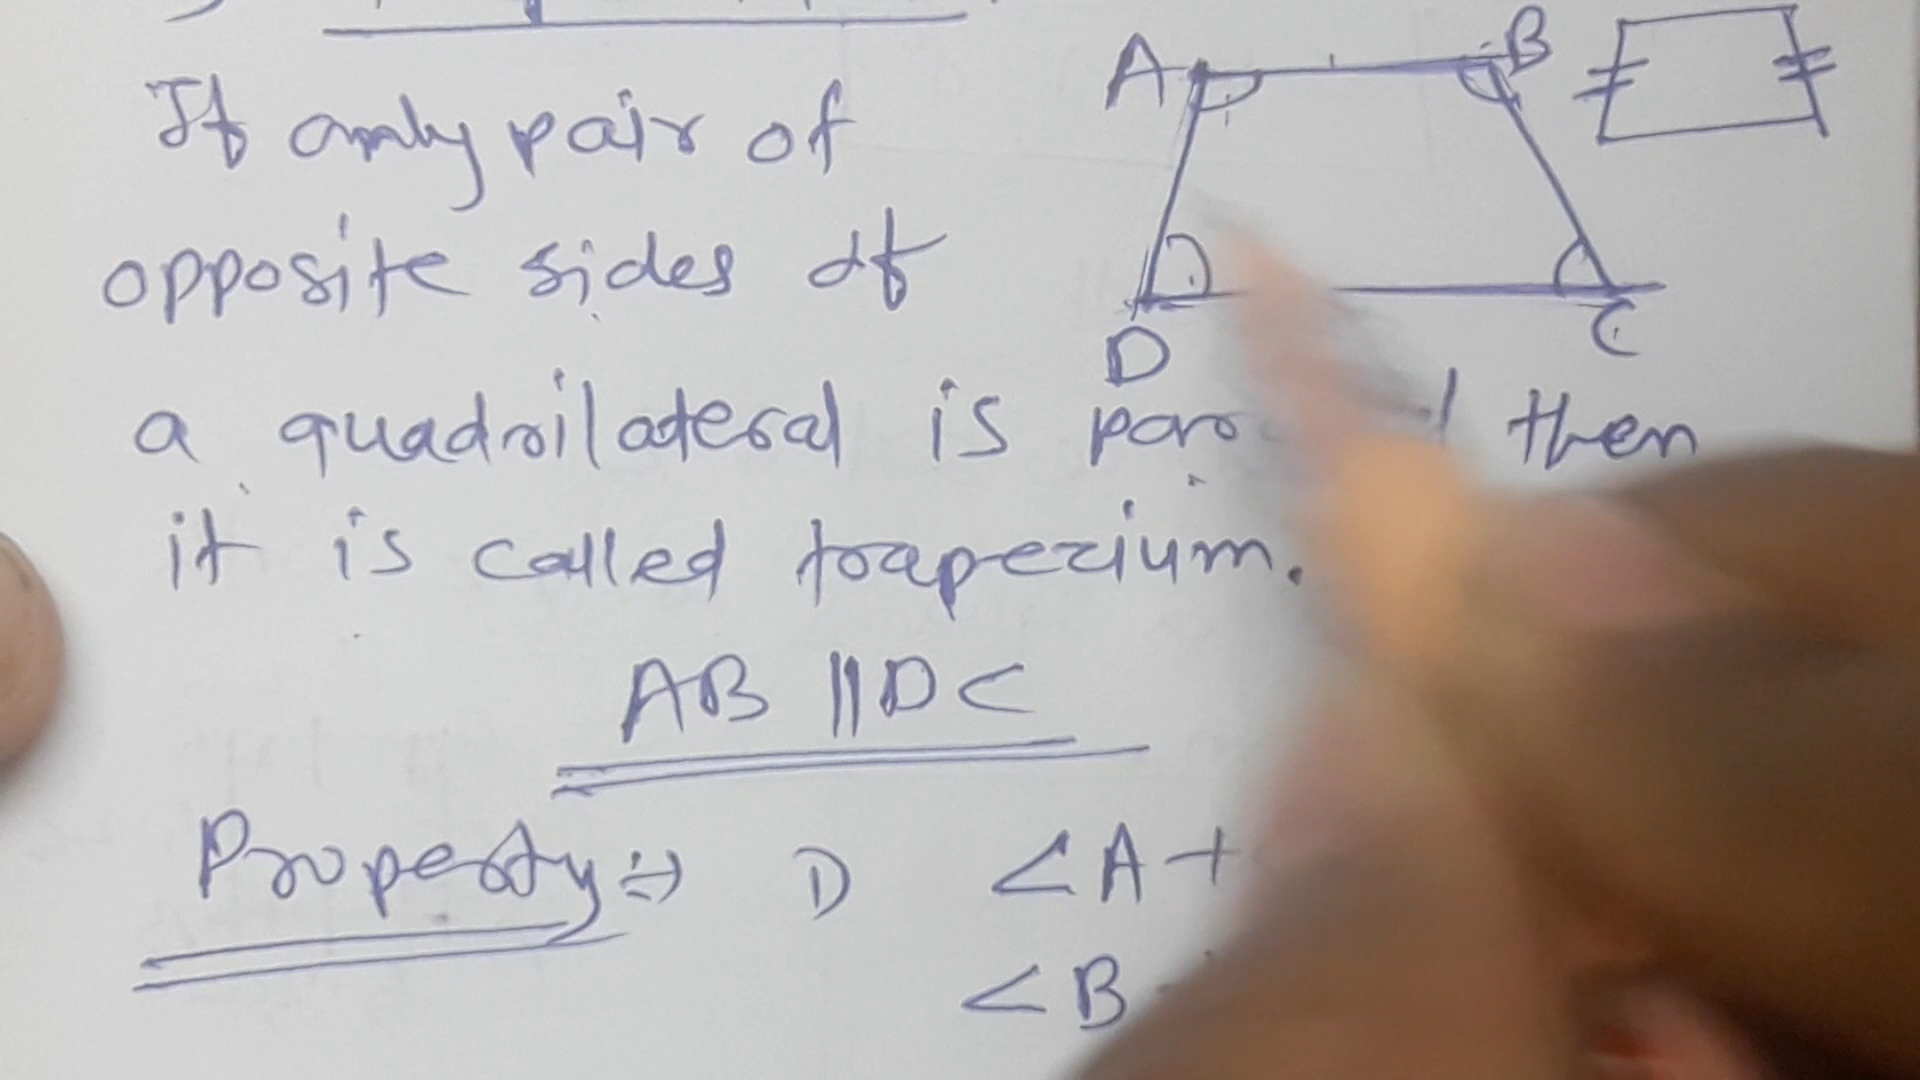 A B
If only pair of
opposite sides of
D C
a quadrilateral is then
it is called trapezium.
AB || DC
Property :-> 1) <A +
<B